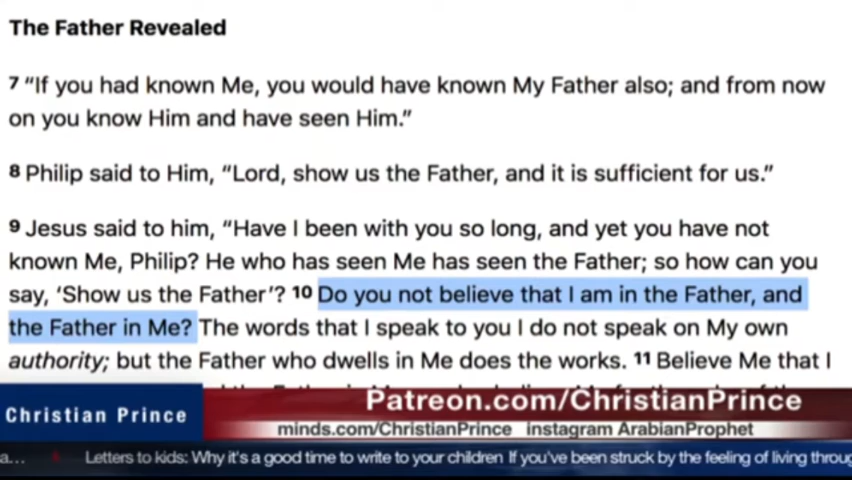 The Father Revealed
7 “If you had known Me, you would have known My Father also; and from now
on you know Him and have seen Him.”
8 Philip said to Him, “Lord, show us the Father, and it is sufficient for us.”
9 Jesus said to him, “Have I been with you so long, and yet you have not
known Me, Philip? He who has seen Me has seen the Father; so how can you
say, ‘Show us the Father’? 10 Do you not believe that I am in the Father, and
the Father in Me? The words that I speak to you I do not speak on My own
authority; but the Father who dwells in Me does the works. 11 Believe Me that I
Christian Prince
Patreon.com/ChristianPrince
minds.com/ChristianPrince instagram ArabianProphet
a... Letters to kids: Why it's a good time to write to your children If you've been struck by the feeling of living throug